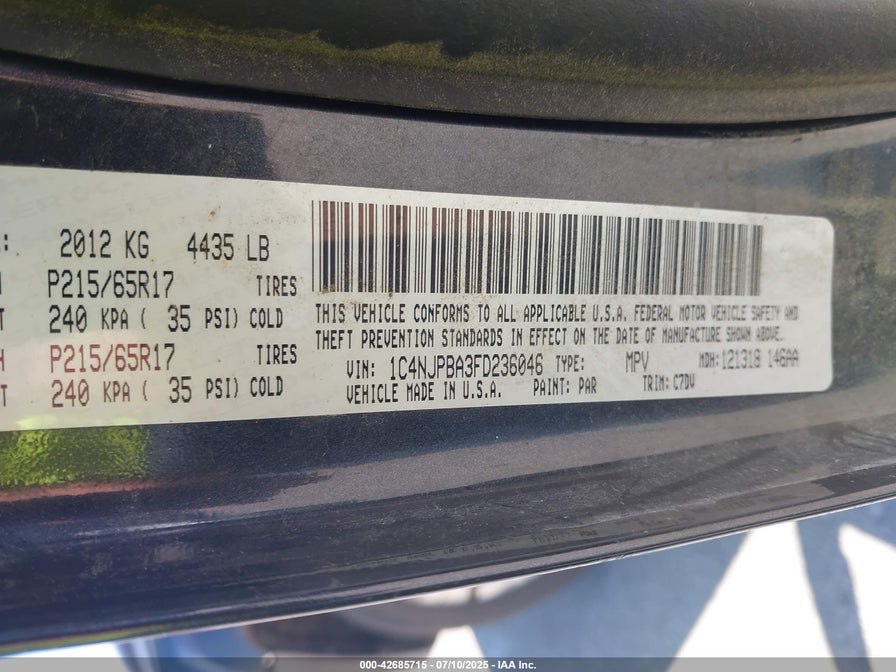 : 2012 KG 4435 LB
P215/65R17 TIRES
T 240 KPA ( 35 PSI) COLD
H P215/65R17 TIRES
T 240 KPA ( 35 PSI) COLD
THIS VEHICLE CONFORMS TO ALL APPLICABLE U.S.A. FEDERAL MOTOR VEHICLE SAFETY AND
THEFT PREVENTION STANDARDS IN EFFECT ON THE DATE OF MANUFACTURE SHOWN ABOVE.
VIN: 1C4NJPBA3FD236046 TYPE: MPV MDH: 121318 146AA
VEHICLE MADE IN U.S.A. PAINT: PAR TRIM: C7DV
000-42685715 - 07/10/2025 - IAA Inc.